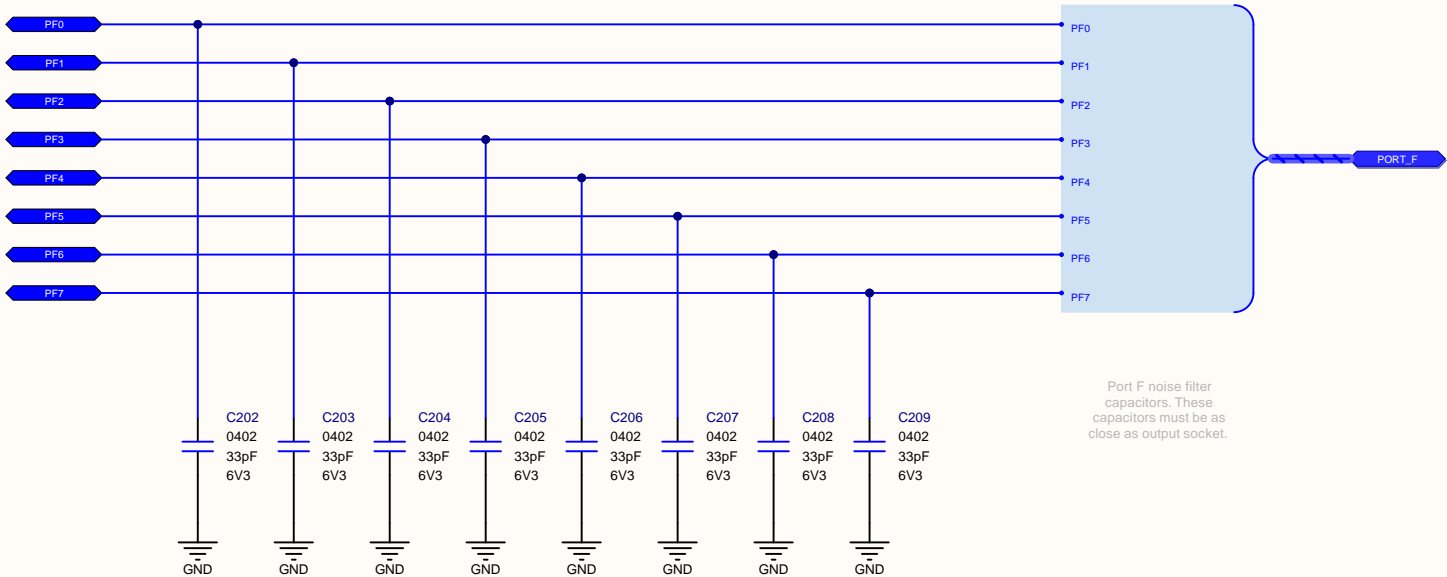 PF0
PF1
PF2
PF3
PF4
PF5
PF6
PF7
PF0
PF1
PF2
PF3
PF4
PF5
PF6
PF7
PORT_F
Port F noise filter
capacitors. These
capacitors must be as
close as output socket.
C202
0402
33pF
6V3
C203
0402
33pF
6V3
C204
0402
33pF
6V3
C205
0402
33pF
6V3
C206
0402
33pF
6V3
C207
0402
33pF
6V3
C208
0402
33pF
6V3
C209
0402
33pF
6V3
GND
GND
GND
GND
GND
GND
GND
GND